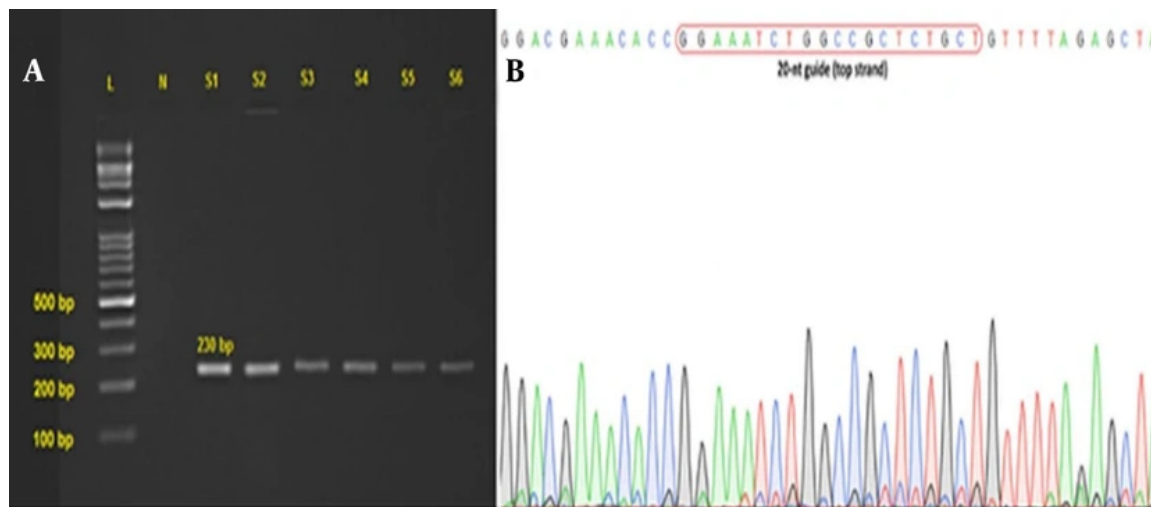 A
L N S1 S2 S3 S4 S5 S6
500 bp
300 bp
200 bp
100 bp
230 bp
B
G G A C G A A A C A C C G G A A A T C T G G C C G C T C T G C T G T T T T A G A G C T A
20-nt guide (top strand)